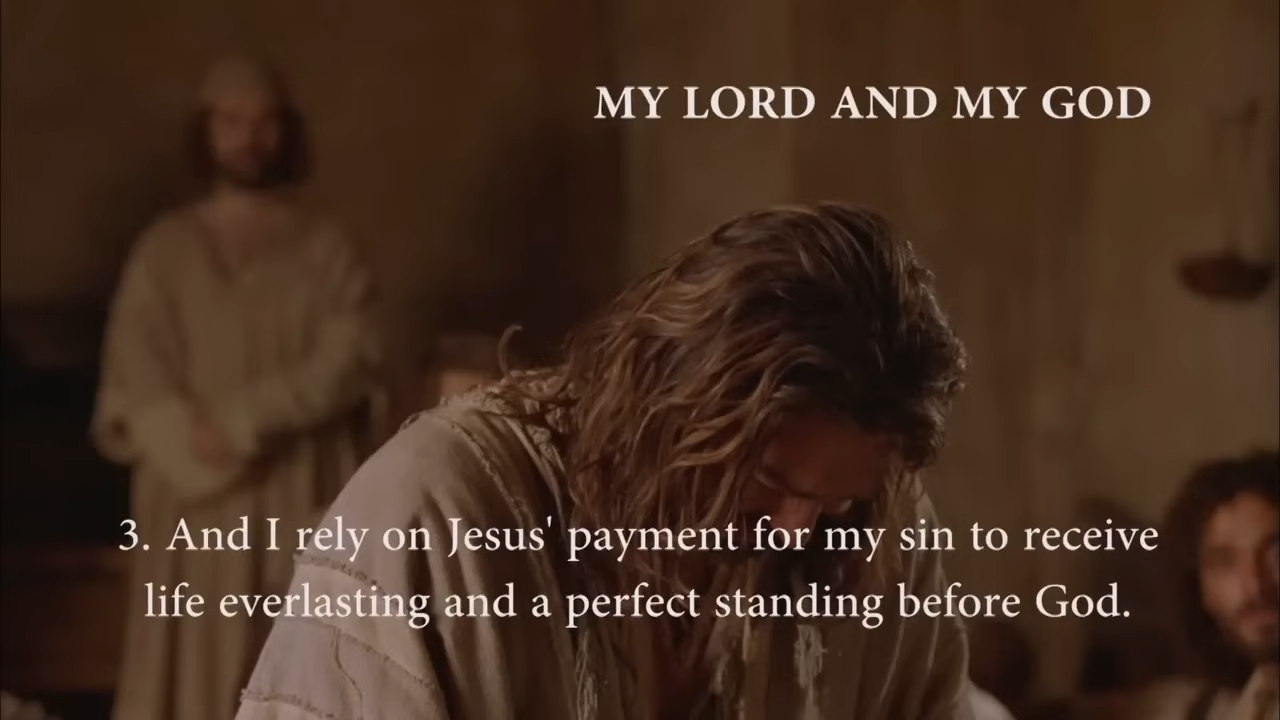 MY LORD AND MY GOD
3. And I rely on Jesus' payment for my sin to receive
life everlasting and a perfect standing before God.